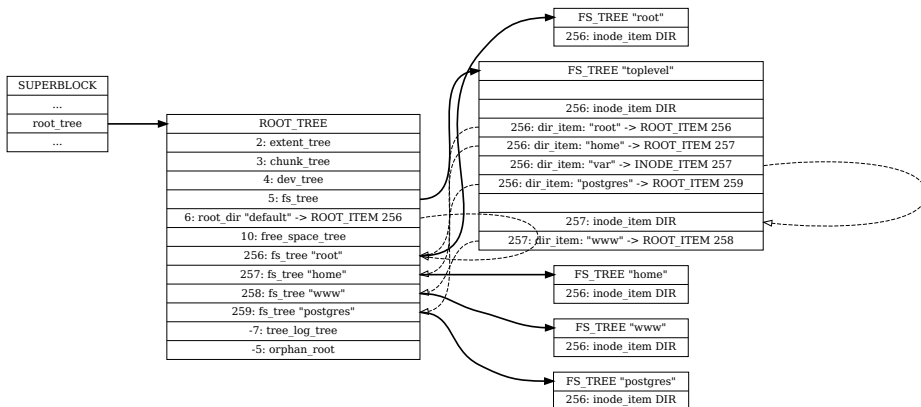 SUPERBLOCK
...
root_tree
...
ROOT_TREE
2: extent_tree
3: chunk_tree
4: dev_tree
5: fs_tree
6: root_dir "default" -> ROOT_ITEM 256
10: free_space_tree
256: fs_tree "root"
257: fs_tree "home"
258: fs_tree "www"
259: fs_tree "postgres"
-7: tree_log_tree
-5: orphan_root
FS_TREE "root"
256: inode_item DIR
FS_TREE "toplevel"
256: inode_item DIR
256: dir_item: "root" -> ROOT_ITEM 256
256: dir_item: "home" -> ROOT_ITEM 257
256: dir_item: "var" -> INODE_ITEM 257
256: dir_item: "postgres" -> ROOT_ITEM 259
257: inode_item DIR
257: dir_item: "www" -> ROOT_ITEM 258
FS_TREE "home"
256: inode_item DIR
FS_TREE "www"
256: inode_item DIR
FS_TREE "postgres"
256: inode_item DIR